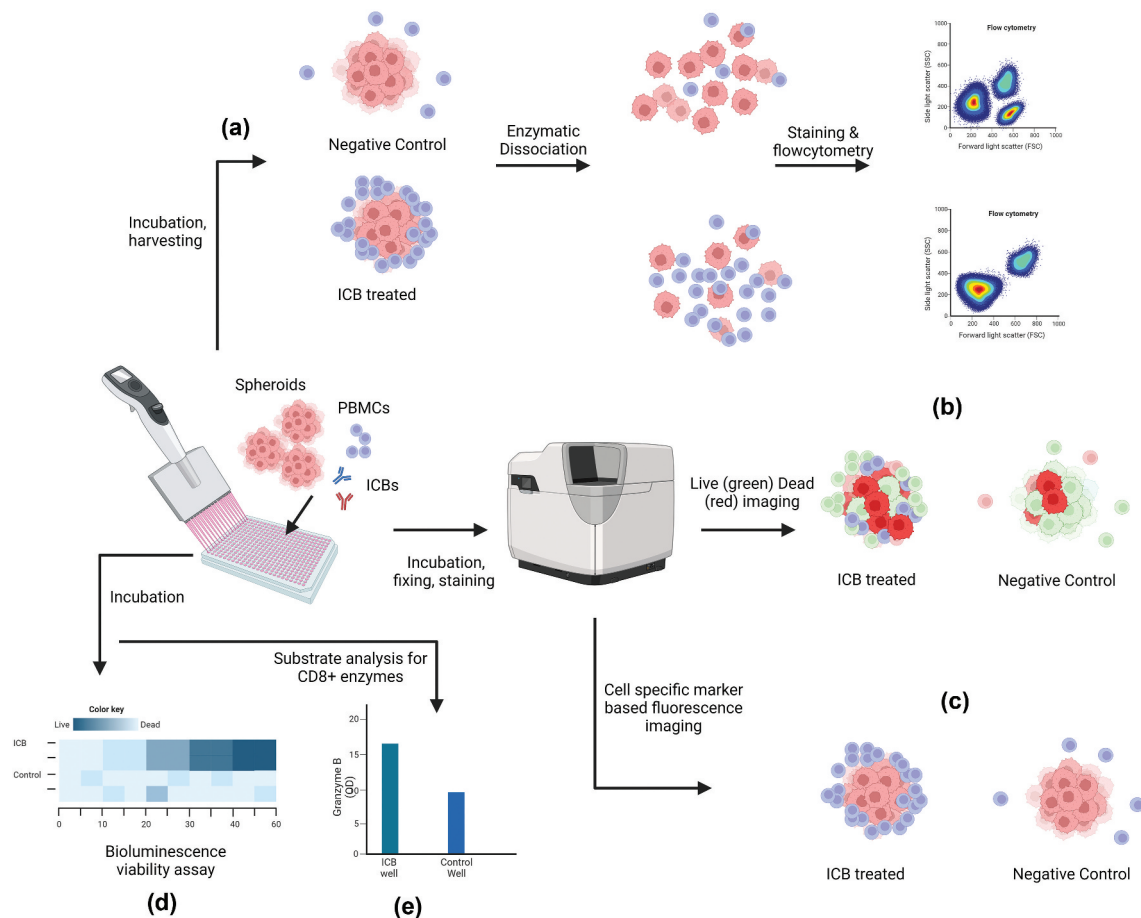 (a)
Negative Control
Incubation,
harvesting
ICB treated
Enzymatic
Dissociation
Staining &
flowcytometry
Flow cytometry
Side light scatter (SSC)
1000
800
600
400
200
0
0 200 400 600 800 1000
Forward light scatter (FSC)
Flow cytometry
Side light scatter (SSC)
1000
800
600
400
200
0
0 200 400 600 800 1000
Forward light scatter (FSC)
Spheroids
PBMCs
ICBs
(b)
Incubation,
fixing, staining
Live (green) Dead
(red) imaging
ICB treated
Negative Control
Incubation
Substrate analysis for
CD8+ enzymes
Cell specific marker
based fluorescence
imaging
(c)
ICB treated
Negative Control
Color key
Live Dead
ICB
Control
0 10 20 30 40 50 60
Bioluminescence
viability assay
(d)
Granzyme B
(OD)
20
15
10
5
0
ICB
well
Control
Well
(e)